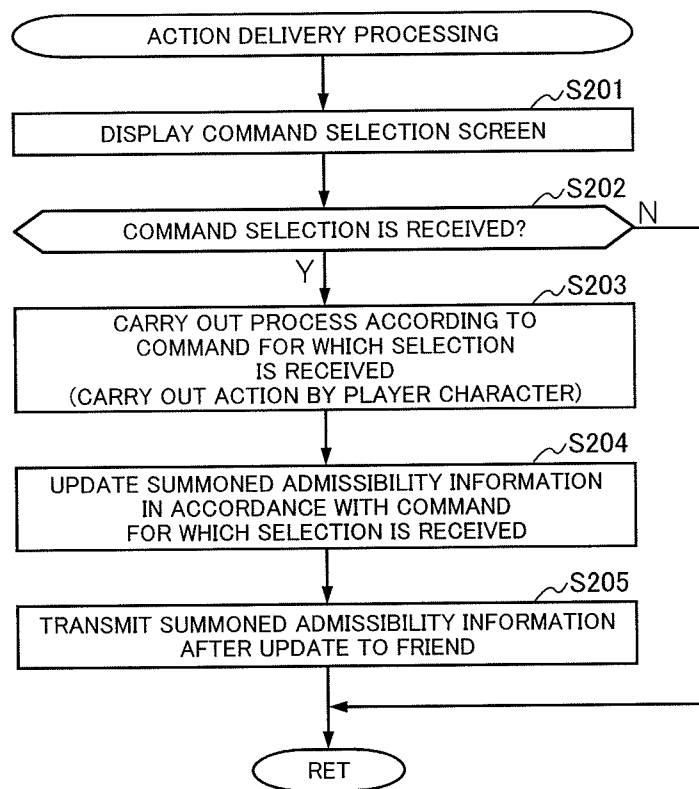 ACTION DELIVERY PROCESSING
S201
DISPLAY COMMAND SELECTION SCREEN
S202
COMMAND SELECTION IS RECEIVED?
N
Y
S203
CARRY OUT PROCESS ACCORDING TO
COMMAND FOR WHICH SELECTION
IS RECEIVED
(CARRY OUT ACTION BY PLAYER CHARACTER)
S204
UPDATE SUMMONED ADMISSIBILITY INFORMATION
IN ACCORDANCE WITH COMMAND
FOR WHICH SELECTION IS RECEIVED
S205
TRANSMIT SUMMONED ADMISSIBILITY INFORMATION
AFTER UPDATE TO FRIEND
RET